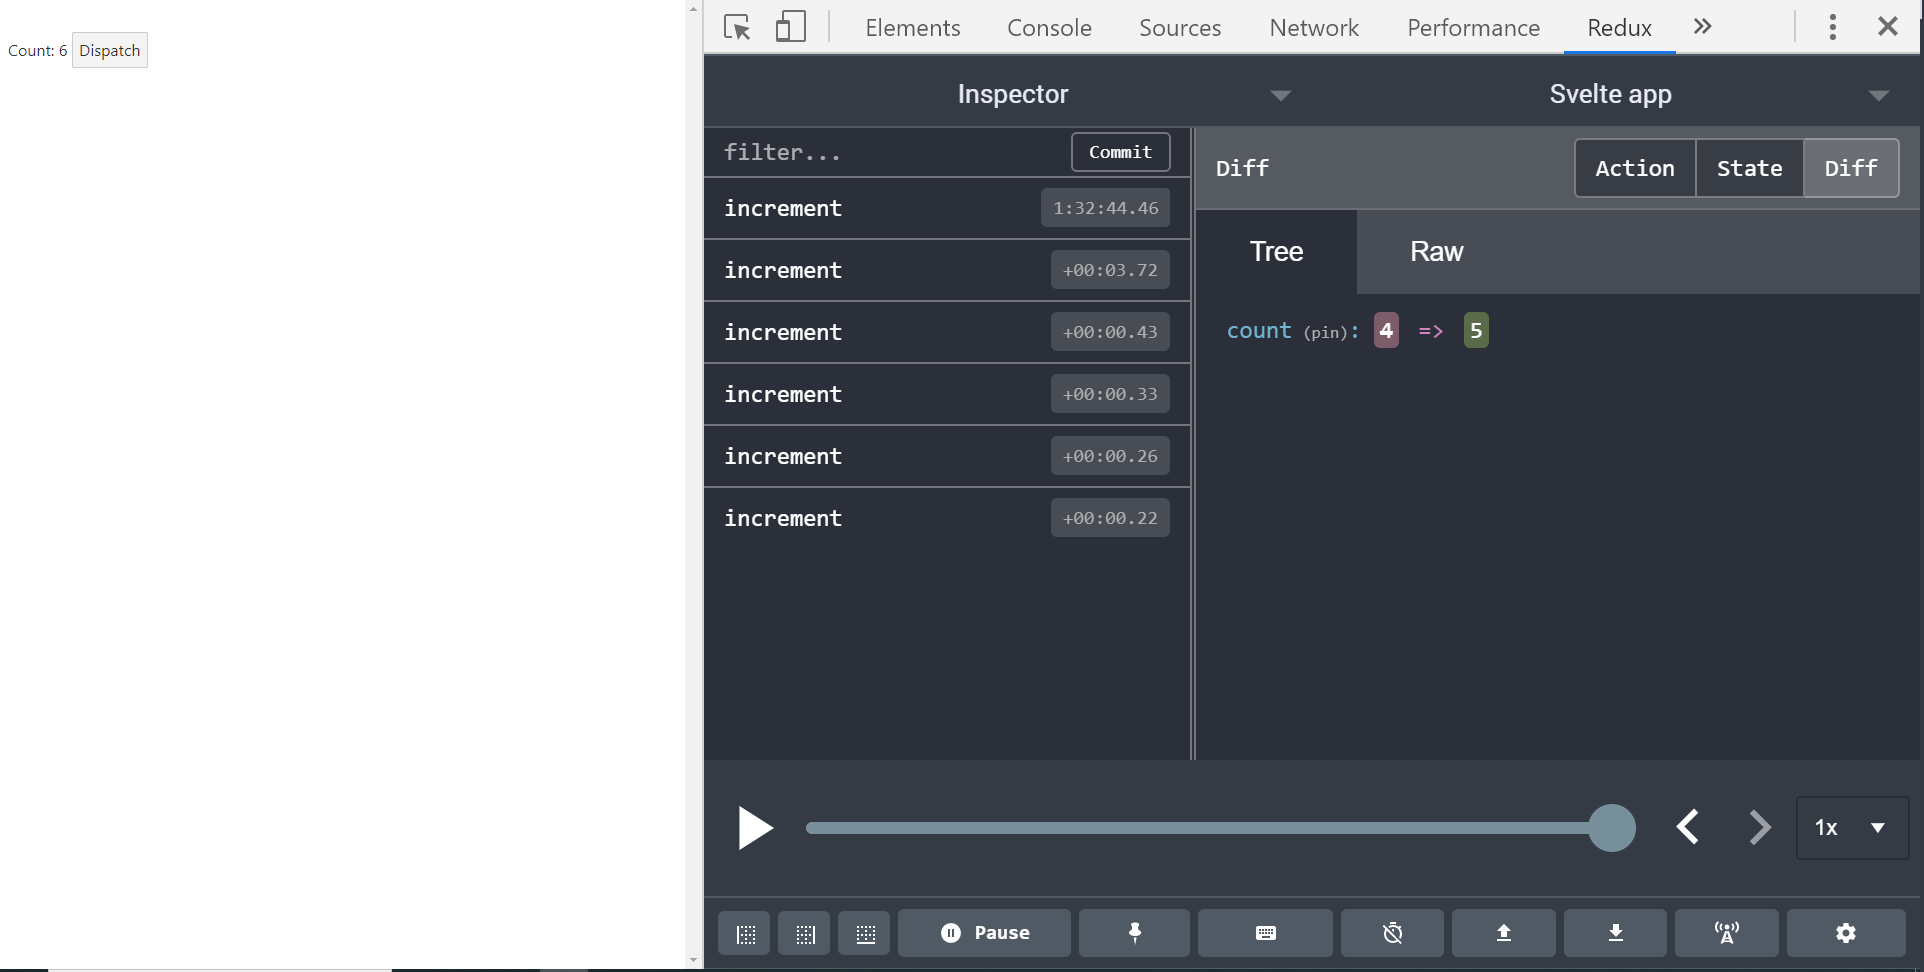 Count: 6 Dispatch
Elements Console Sources Network Performance Redux
Inspector Svelte app
filter... Commit
increment 1:32:44.46
increment +00:03.72
increment +00:00.43
increment +00:00.33
increment +00:00.26
increment +00:00.22
Diff Action State Diff
Tree Raw
count (pin): 4 => 5
1x
Pause